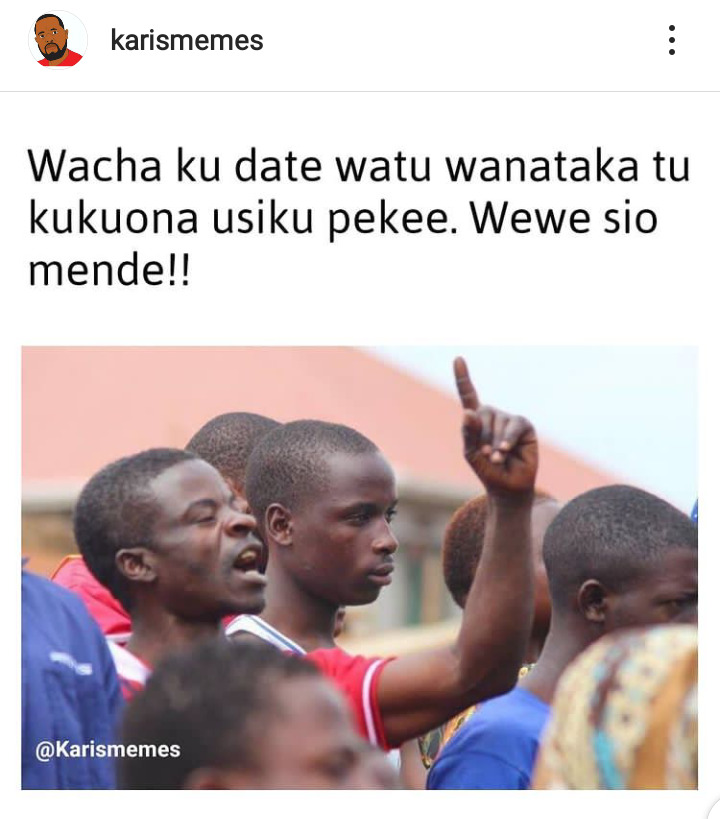 karismemes
Wacha ku date watu wanataka tu
kukuona usiku pekee. Wewe sio
mende!!
@Karismemes